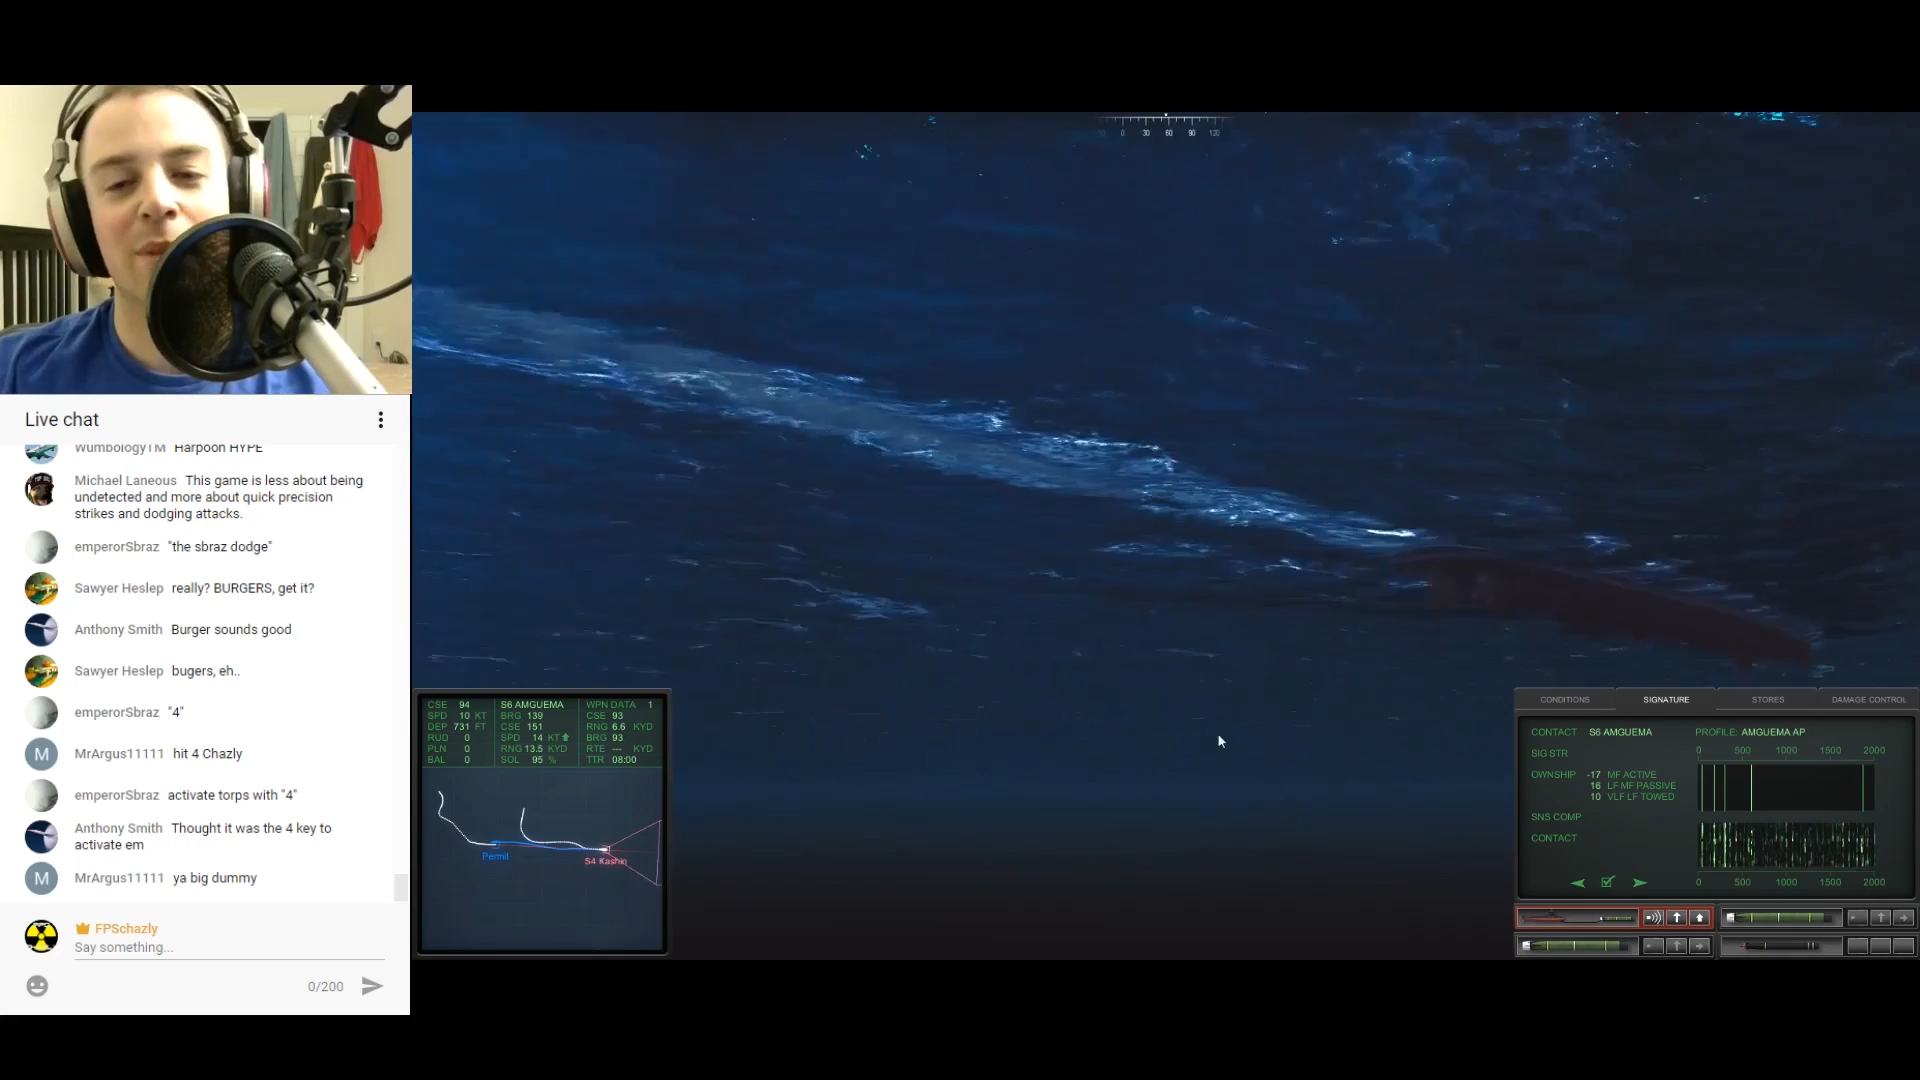 Live chat
WumbologyTM Harpoon HYPE
Michael Laneous This game is less about being
undetected and more about quick precision
strikes and dodging attacks.
emperorSbraz "the sbraz dodge"
Sawyer Heslep really? BURGERS, get it?
Anthony Smith Burger sounds good
Sawyer Heslep bugers, eh..
emperorSbraz "4"
M MrArgus11111 hit 4 Chazly
emperorSbraz activate torps with "4"
Anthony Smith Thought it was the 4 key to
activate em
M MrArgus11111 ya big dummy
FPSchazly
Say something...
0/200
0 30 60 90 120
CSE 94 S6 AMGUEMA WPN DATA 1
SPD 10 KT BRG 139 CSE 93
DEP 731 FT CSE 151 RNG 6.6 KYD
RUD 0 SPD 14 KT BRG 93
PLN 0 RNG 13.5 KYD RTE --- KYD
BAL 0 SOL 95 % TTR 08:00
Permit
S4 Kashin
CONDITIONS SIGNATURE STORES DAMAGE CONTROL
CONTACT S6 AMGUEMA PROFILE: AMGUEMA AP
SIG STR 0 500 1000 1500 2000
OWNSHIP -17 MF ACTIVE
16 LF MF PASSIVE
10 VLF LF TOWED
SNS COMP
CONTACT
0 500 1000 1500 2000